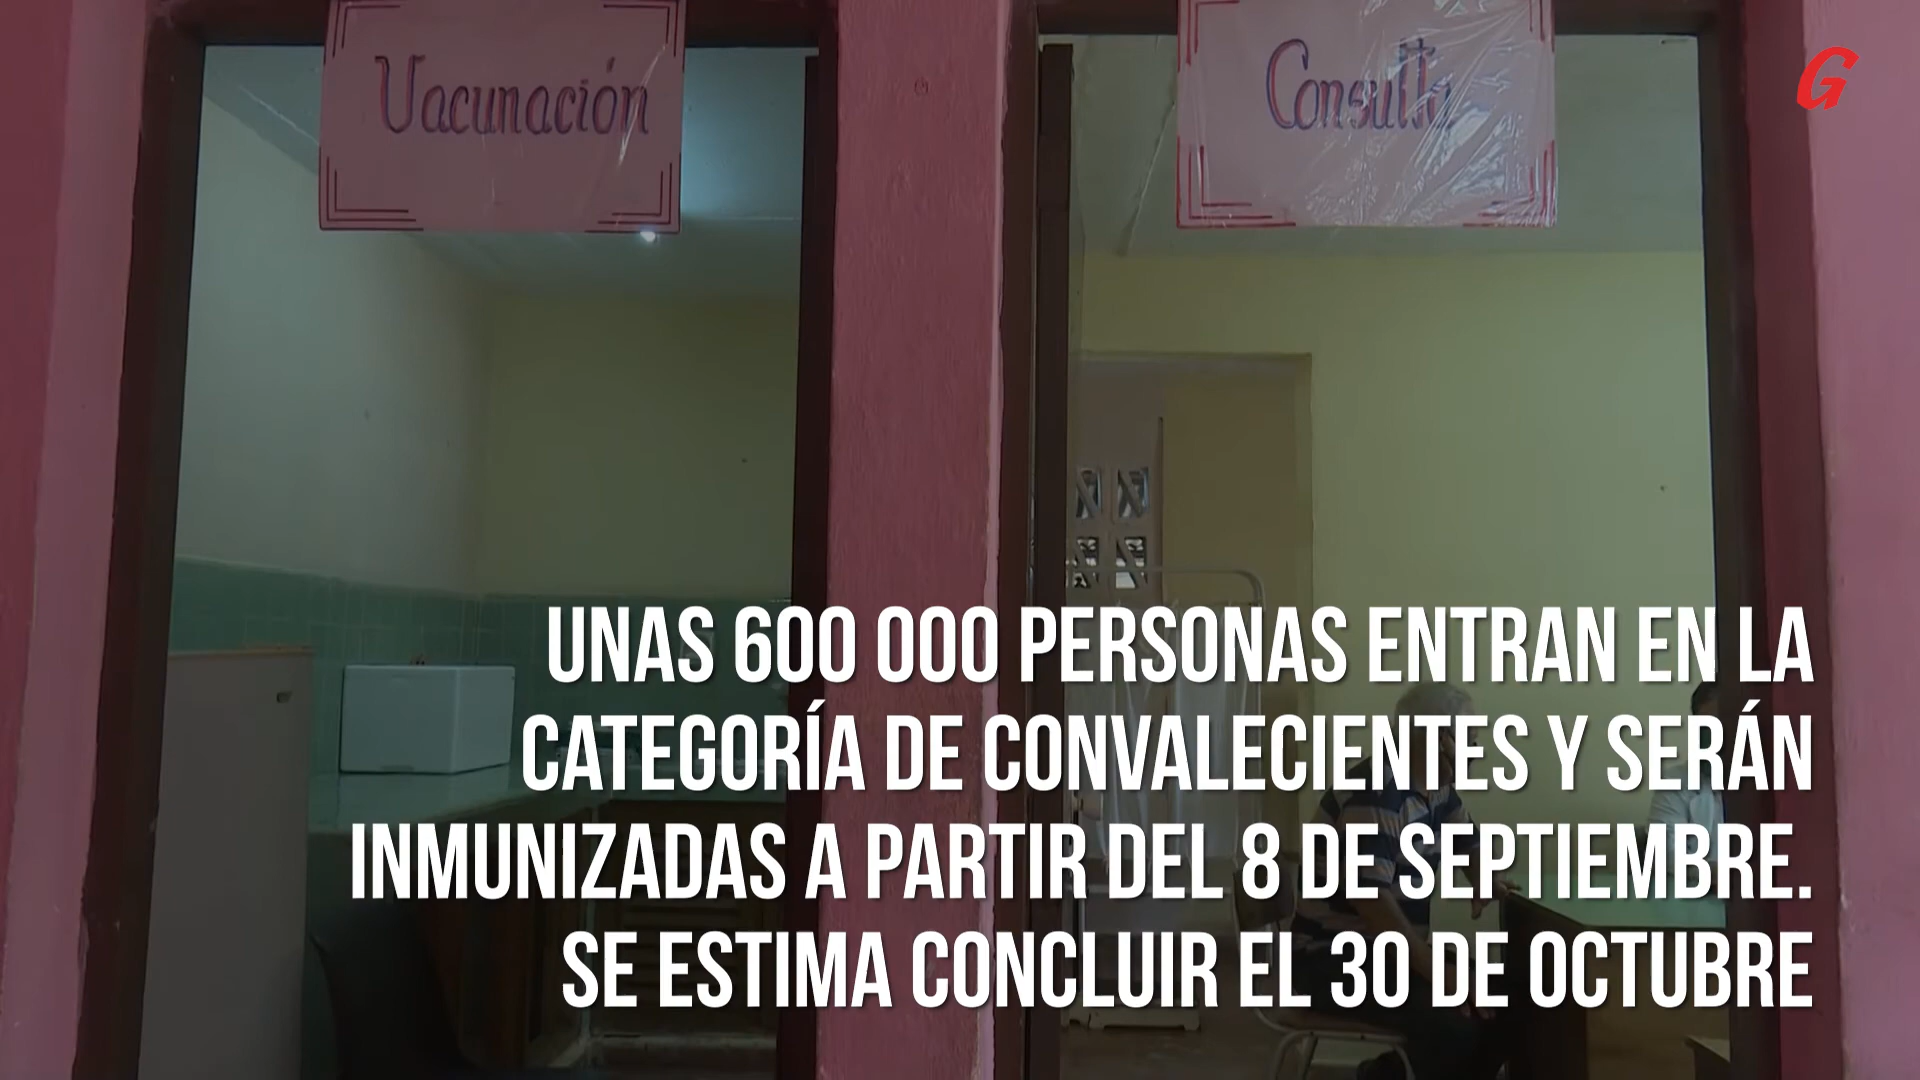 Vacunación
Consulta
G
UNAS 600 000 PERSONAS ENTRAN EN LA
CATEGORÍA DE CONVALECIENTES Y SERÁN
INMUNIZADAS A PARTIR DEL 8 DE SEPTIEMBRE.
SE ESTIMA CONCLUIR EL 30 DE OCTUBRE